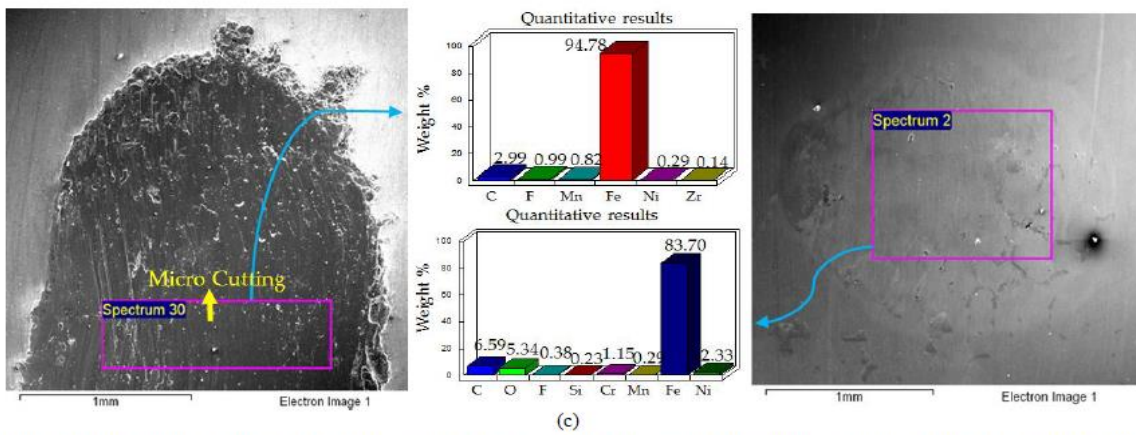 Micro Cutting
Spectrum 30
1mm
Electron Image 1
Quantitative results
Weight %
100
80
60
40
20
0
2.99
0.99
0.82
94.78
0.29
0.14
C F Mn Fe Ni Zr
Quantitative results
Weight %
100
80
60
40
20
0
6.59
5.34
0.38
0.23
1.15
0.29
83.70
2.33
C O F Si Cr Mn Fe Ni
(c)
Spectrum 2
1mm
Electron Image 1